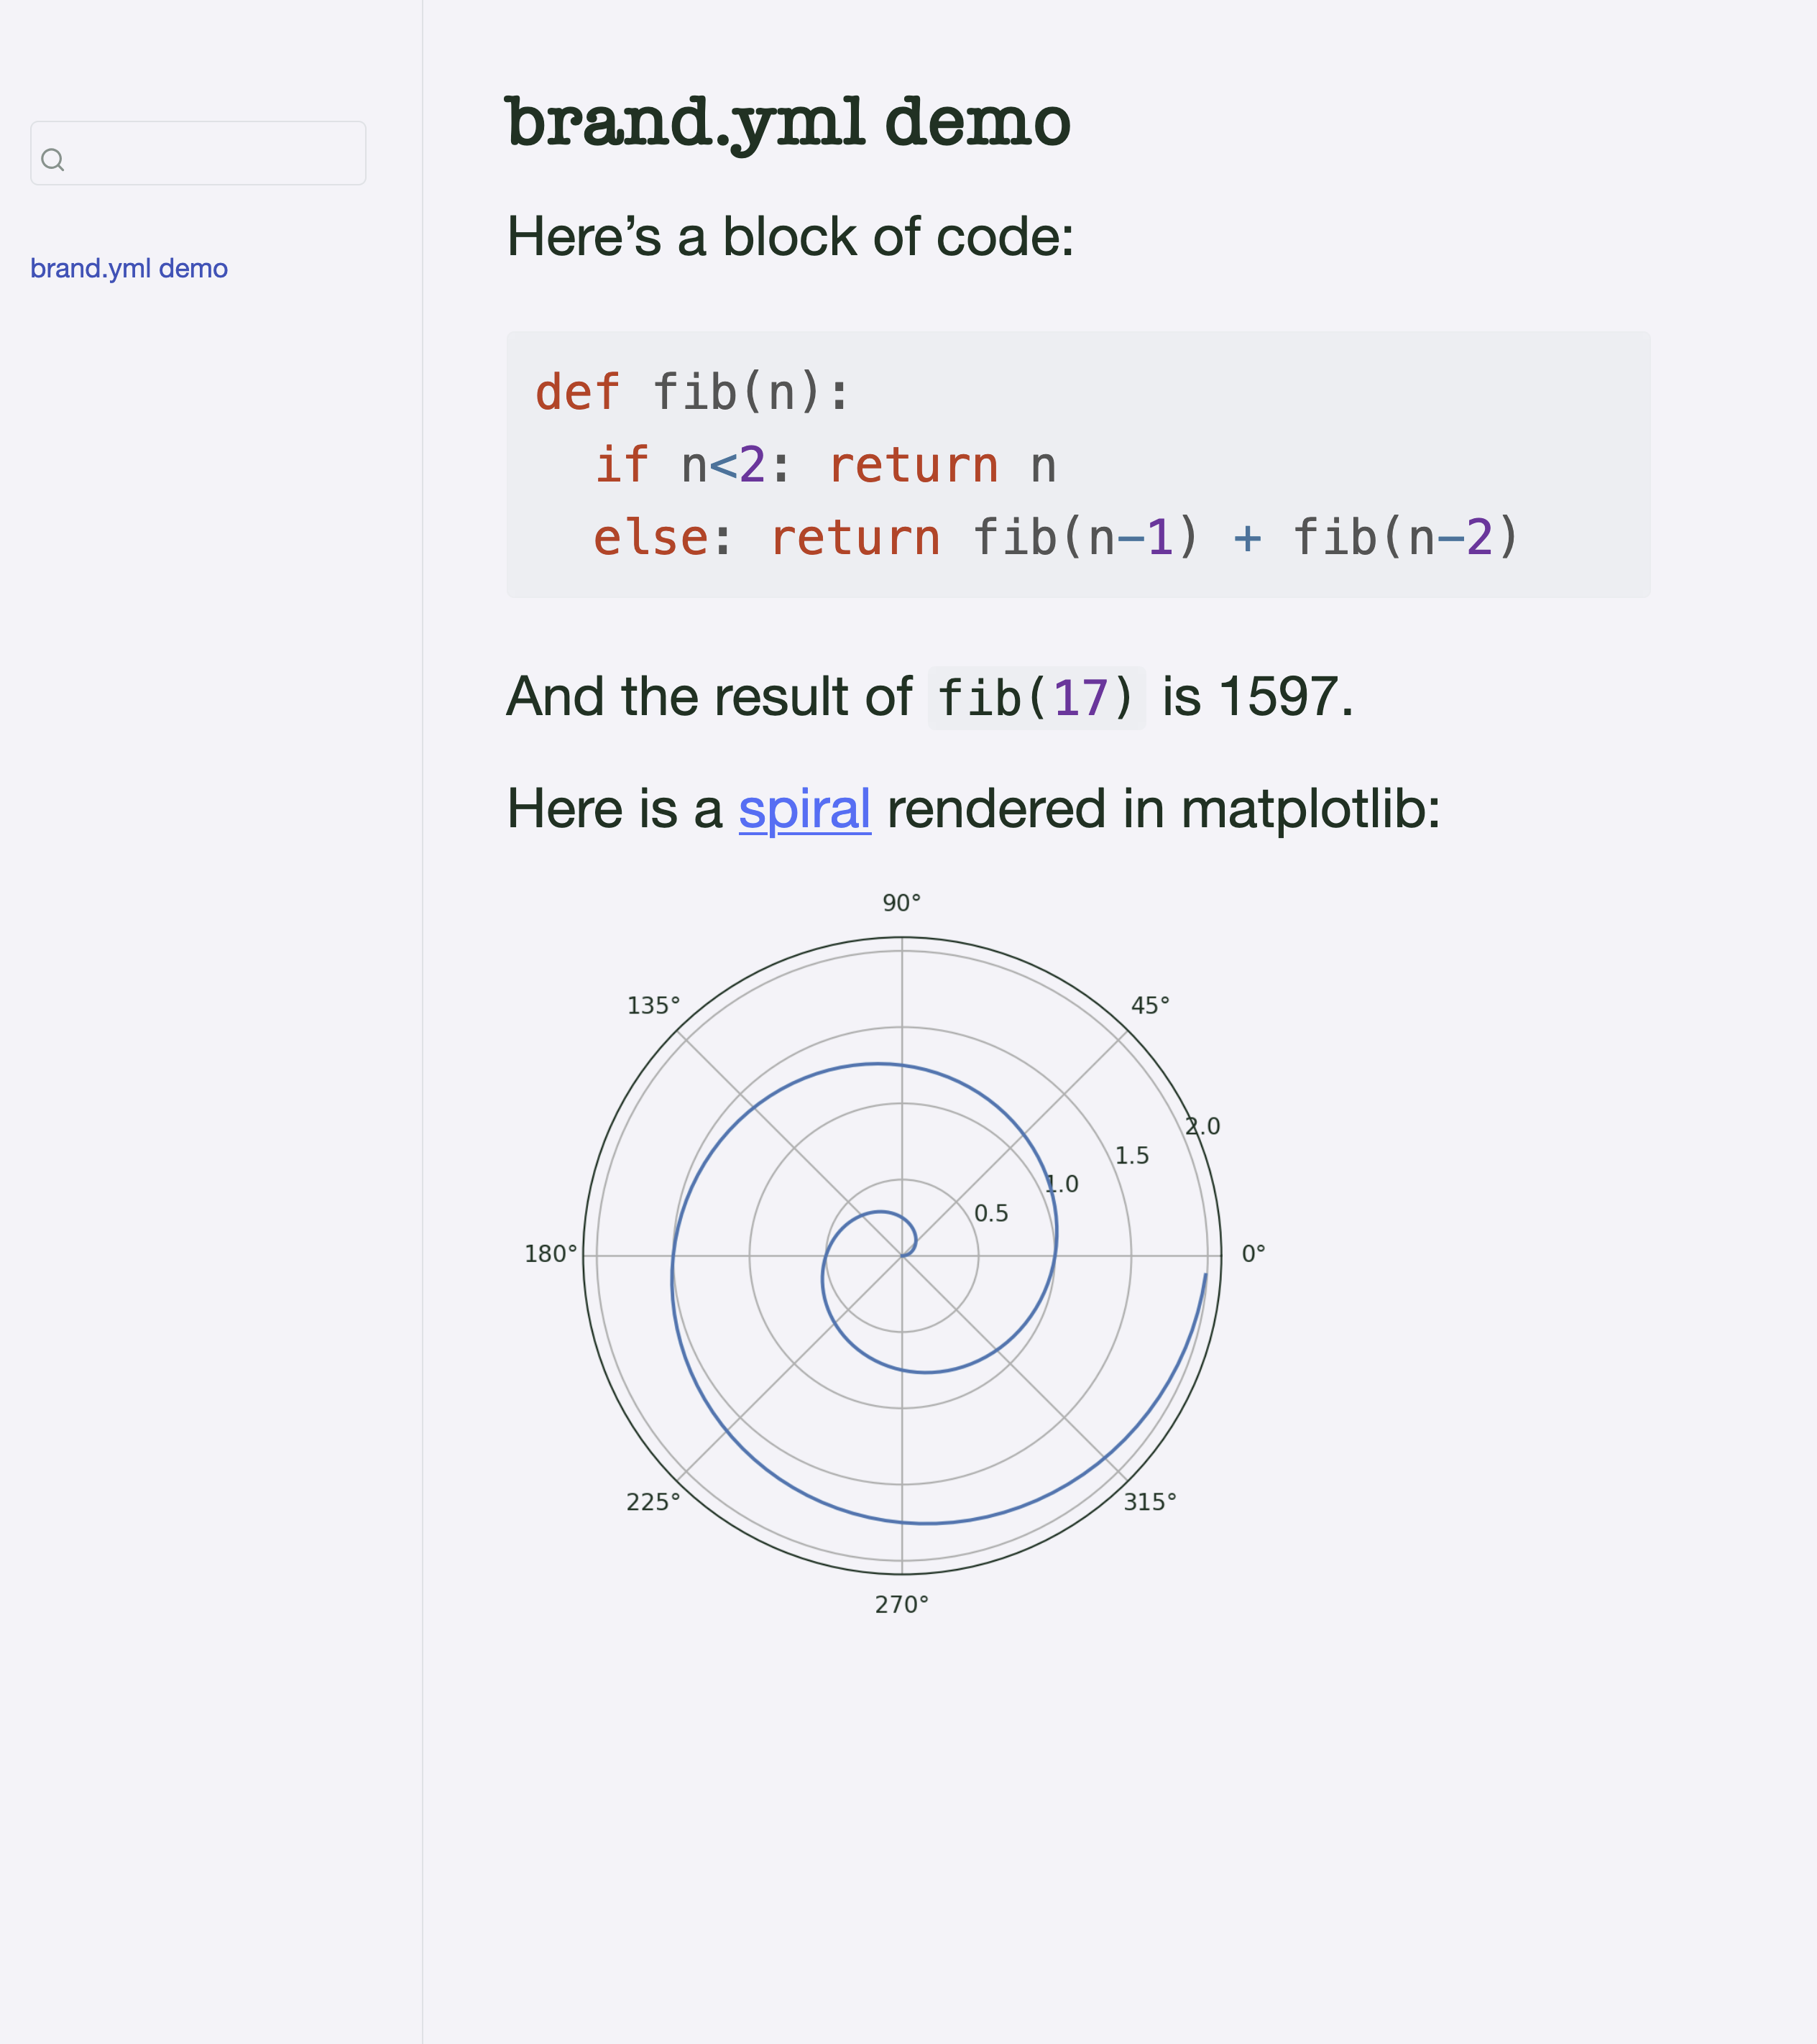 brand.yml demo
brand.yml demo
Here’s a block of code:
def fib(n):
  if n<2: return n
  else: return fib(n-1) + fib(n-2)
And the result of fib(17) is 1597.
Here is a spiral rendered in matplotlib:
90°
135°
45°
2.0
1.5
1.0
0.5
180°
0°
225°
315°
270°